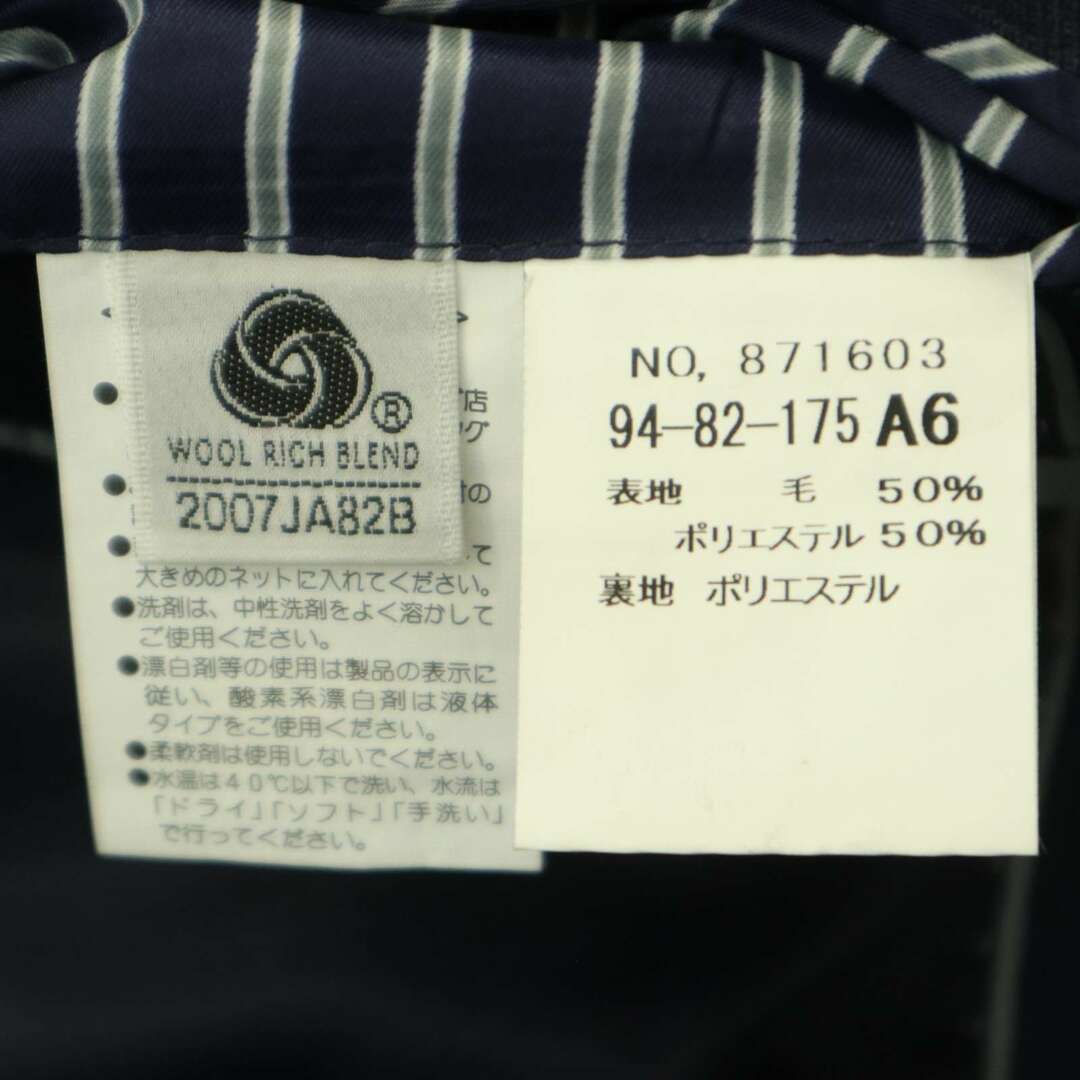 ®
WOOL RICH BLEND
2007JA82B
店
グ
の
て
大きめのネットに入れてください。
●洗剤は、中性洗剤をよく溶かして
ご使用ください。
●漂白剤等の使用は製品の表示に
従い、酸素系漂白剤は液体
タイプをご使用ください。
●柔軟剤は使用しないでください。
●水温は40℃以下で洗い、水流は
「ドライ」「ソフト」「手洗い」
で行ってください。
NO, 871603
94-82-175 A6
表地 毛 50%
ポリエステル 50%
裏地 ポリエステル